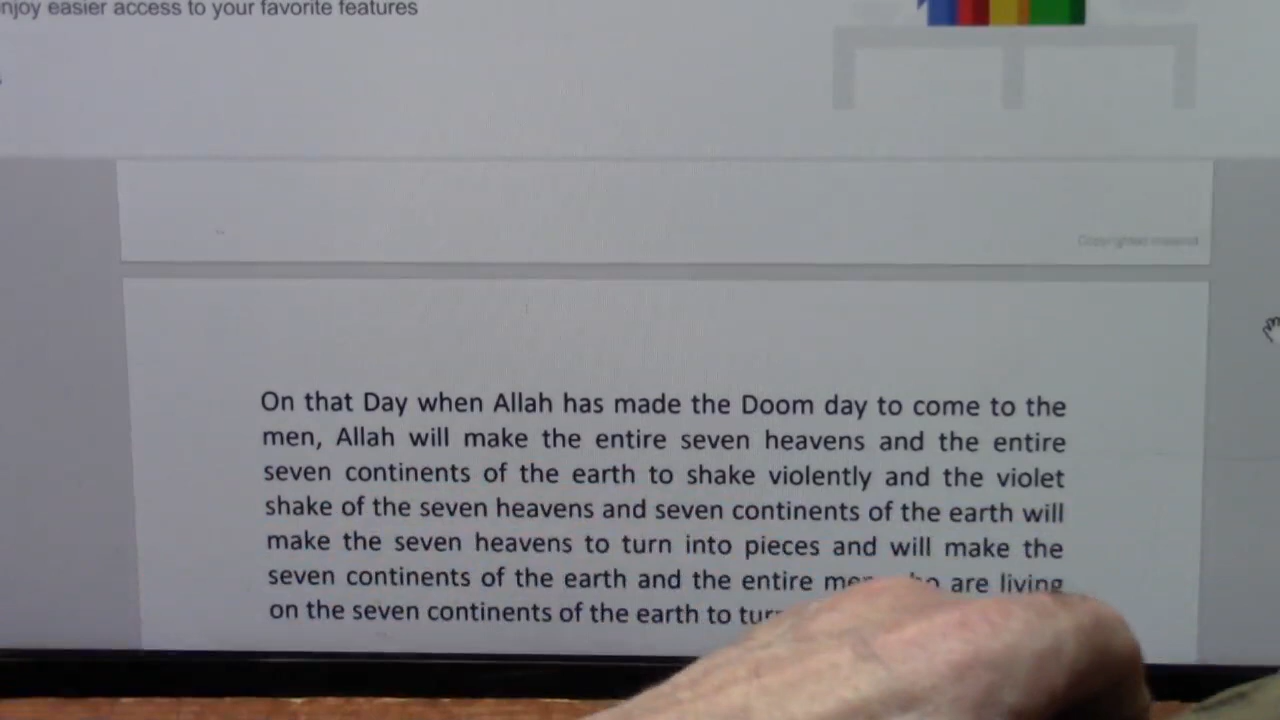 njoy easier access to your favorite features
Copyrighted material
On that Day when Allah has made the Doom day to come to the
men, Allah will make the entire seven heavens and the entire
seven continents of the earth to shake violently and the violet
shake of the seven heavens and seven continents of the earth will
make the seven heavens to turn into pieces and will make the
seven continents of the earth and the entire are living
on the seven continents of the earth to